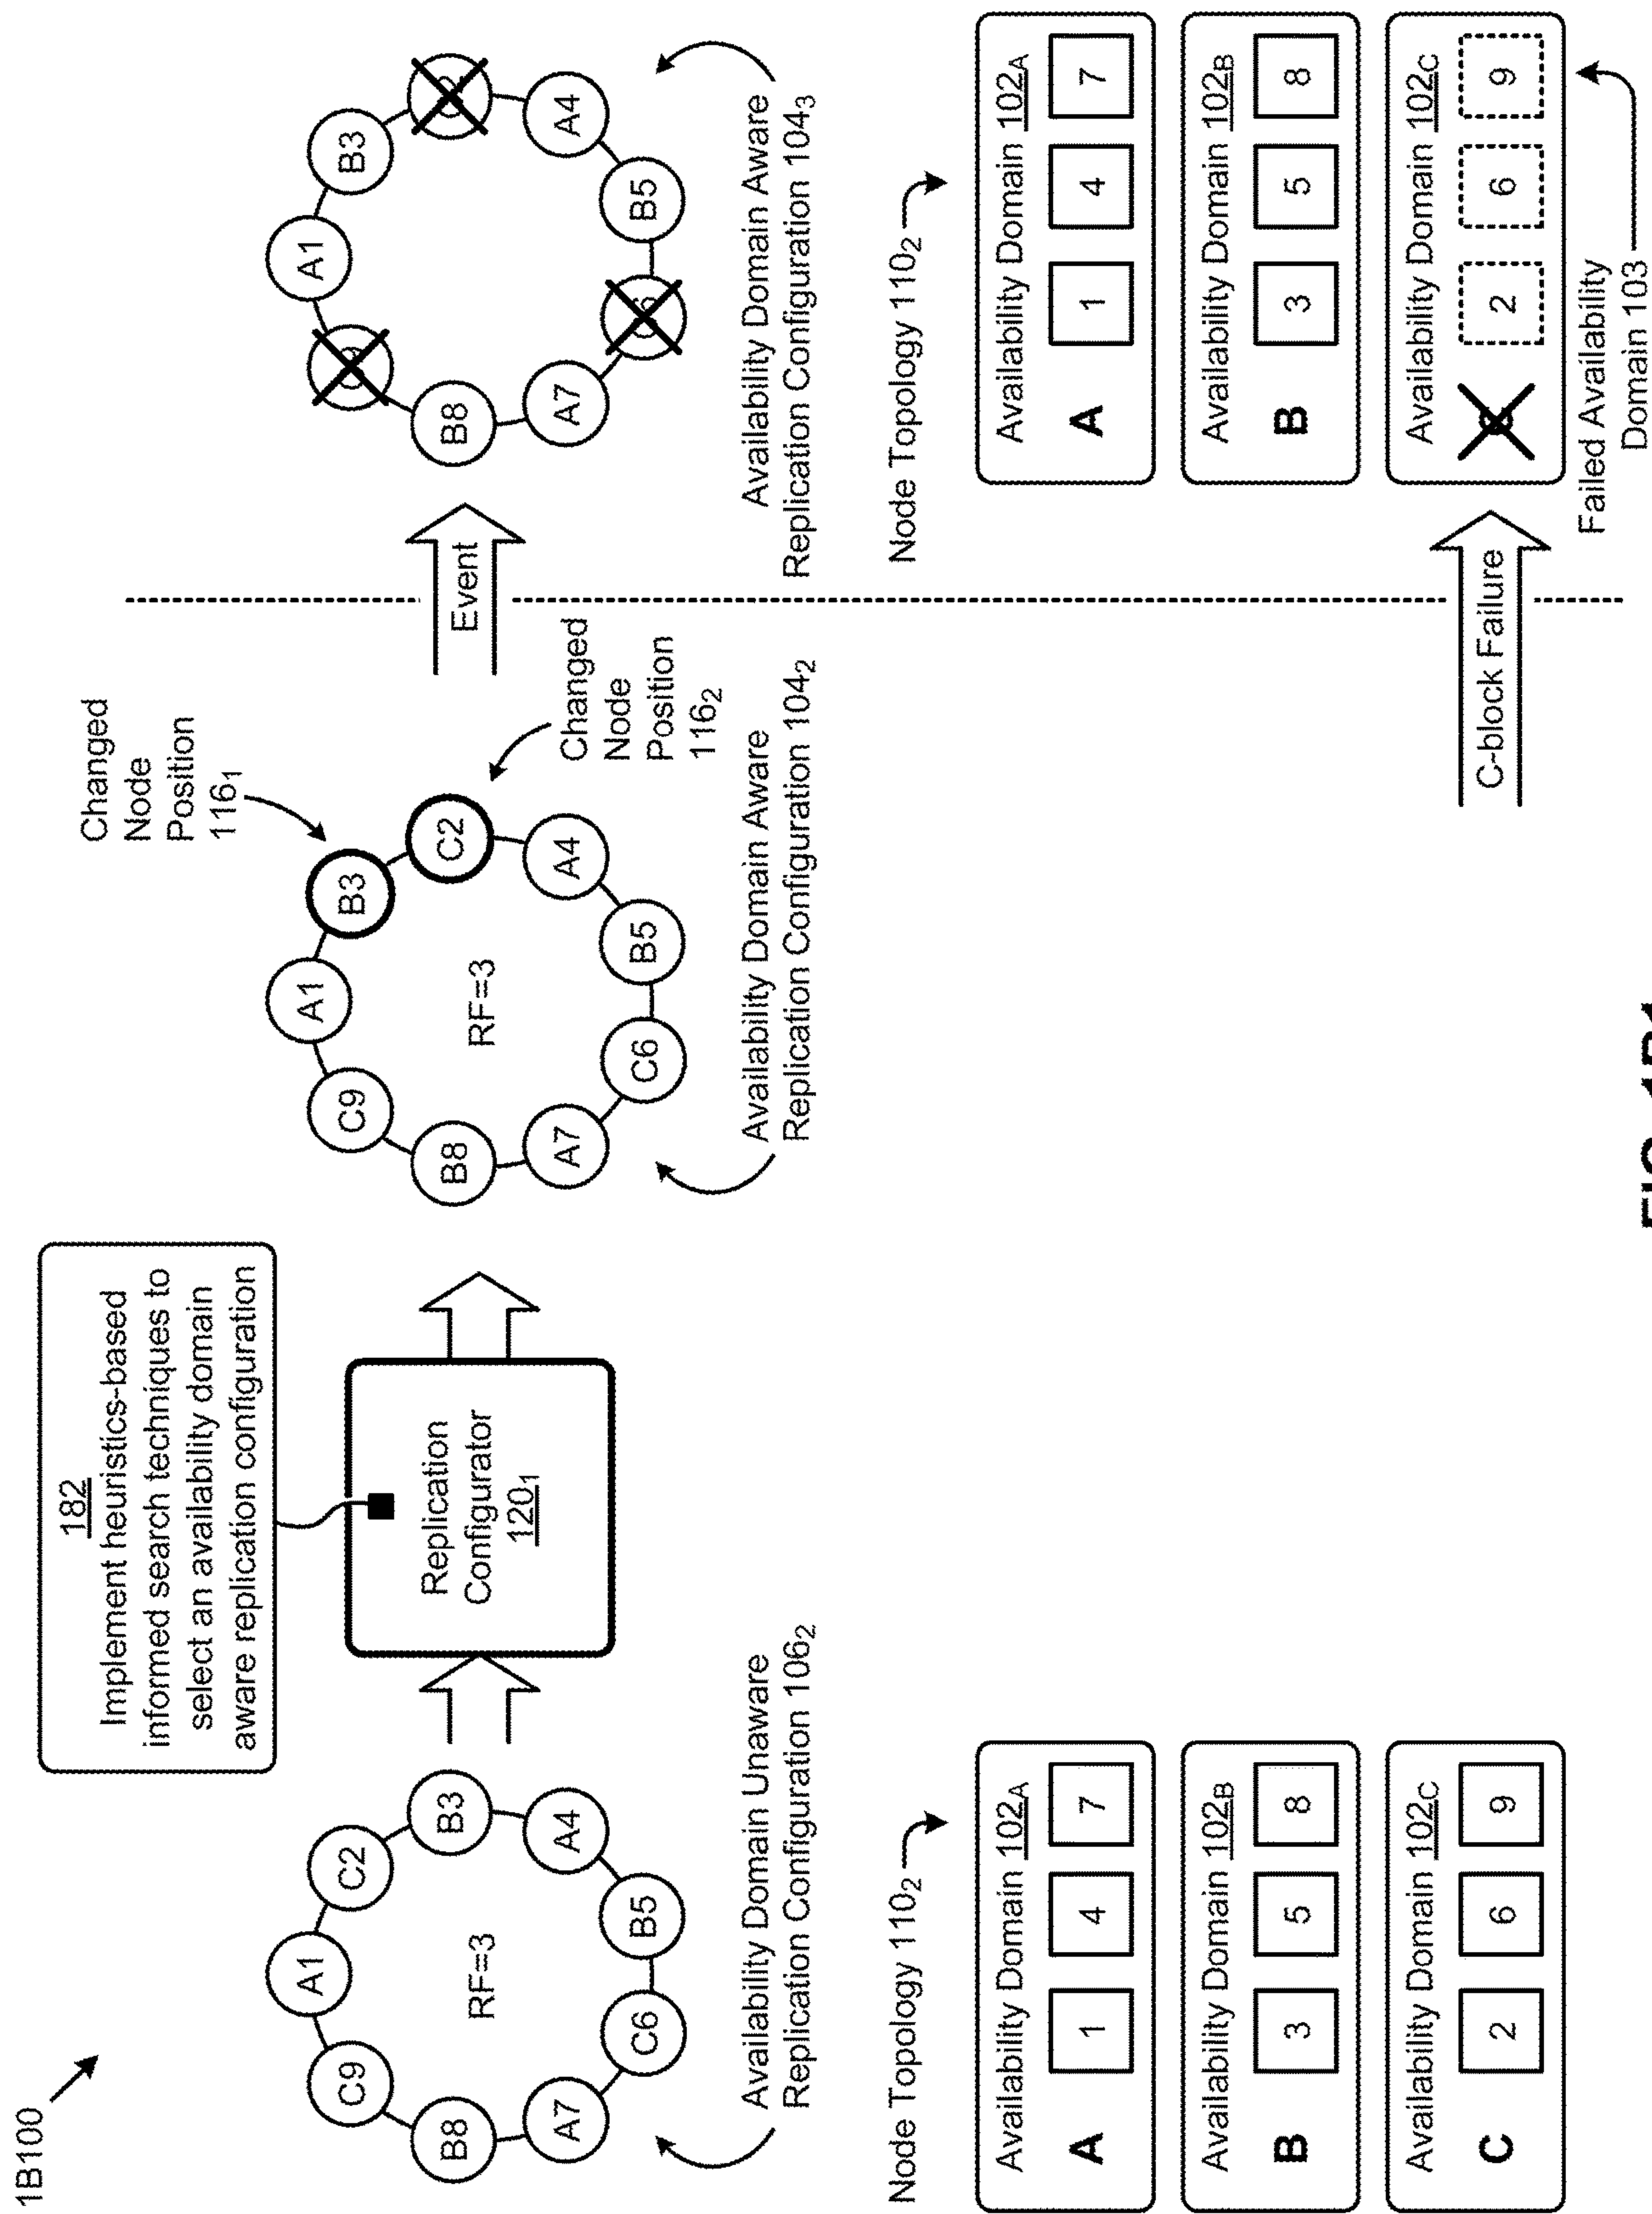 1B100
182
Implement heuristics-based
informed search techniques to
select an availability domain
aware replication configuration
A1
C2
B3
A4
B5
C6
A7
B8
C9
RF=3
Availability Domain Unaware
Replication Configuration 106₂
Replication
Configurator
120₁
Changed
Node
Position
116₁
A1
B3
C2
A4
B5
C6
A7
B8
C9
RF=3
Changed
Node
Position
116₂
Availability Domain Aware
Replication Configuration 104₂
Event
A1
B3
A4
B5
A7
B8
Availability Domain Aware
Replication Configuration 104₃
Node Topology 110₂
Availability Domain 102A
A 1 4 7
Availability Domain 102B
B 3 5 8
Availability Domain 102C
C 2 6 9
C-block Failure
Node Topology 110₂
Availability Domain 102A
A 1 4 7
Availability Domain 102B
B 3 5 8
Availability Domain 102C
2 6 9
Failed Availability
Domain 103